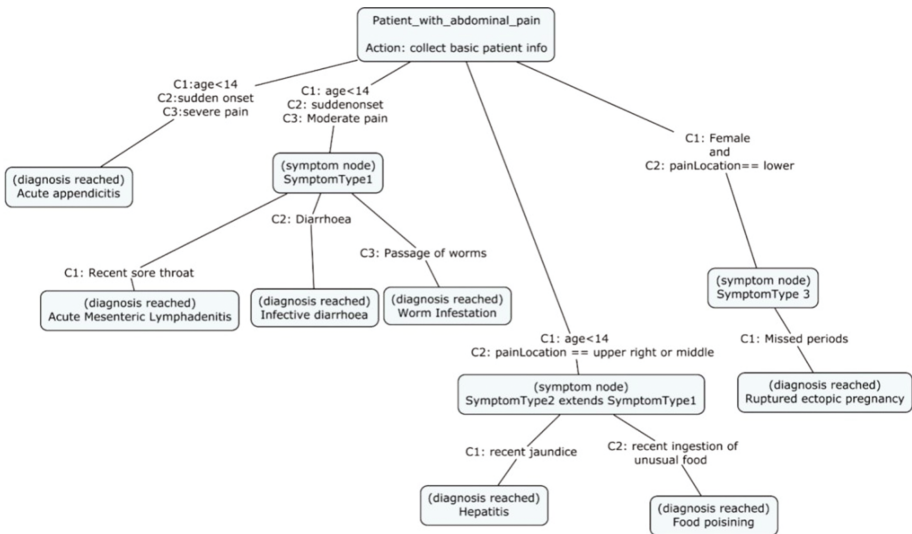 Patient_with_abdominal_pain
Action: collect basic patient info
C1:age<14
C2:sudden onset
C3:severe pain
C1: age<14
C2: suddenonset
C3: Moderate pain
C1: Female
and
C2: painLocation== lower
(diagnosis reached)
Acute appendicitis
(symptom node)
SymptomType1
C2: Diarrhoea
C3: Passage of worms
C1: Recent sore throat
(diagnosis reached)
Acute Mesenteric Lymphadenitis
(diagnosis reached)
Infective diarrhoea
(diagnosis reached)
Worm Infestation
(symptom node)
SymptomType 3
C1: age<14
C2: painLocation == upper right or middle
C1: Missed periods
(symptom node)
SymptomType2 extends SymptomType1
(diagnosis reached)
Ruptured ectopic pregnancy
C1: recent jaundice
C2: recent ingestion of
unusual food
(diagnosis reached)
Hepatitis
(diagnosis reached)
Food poisining